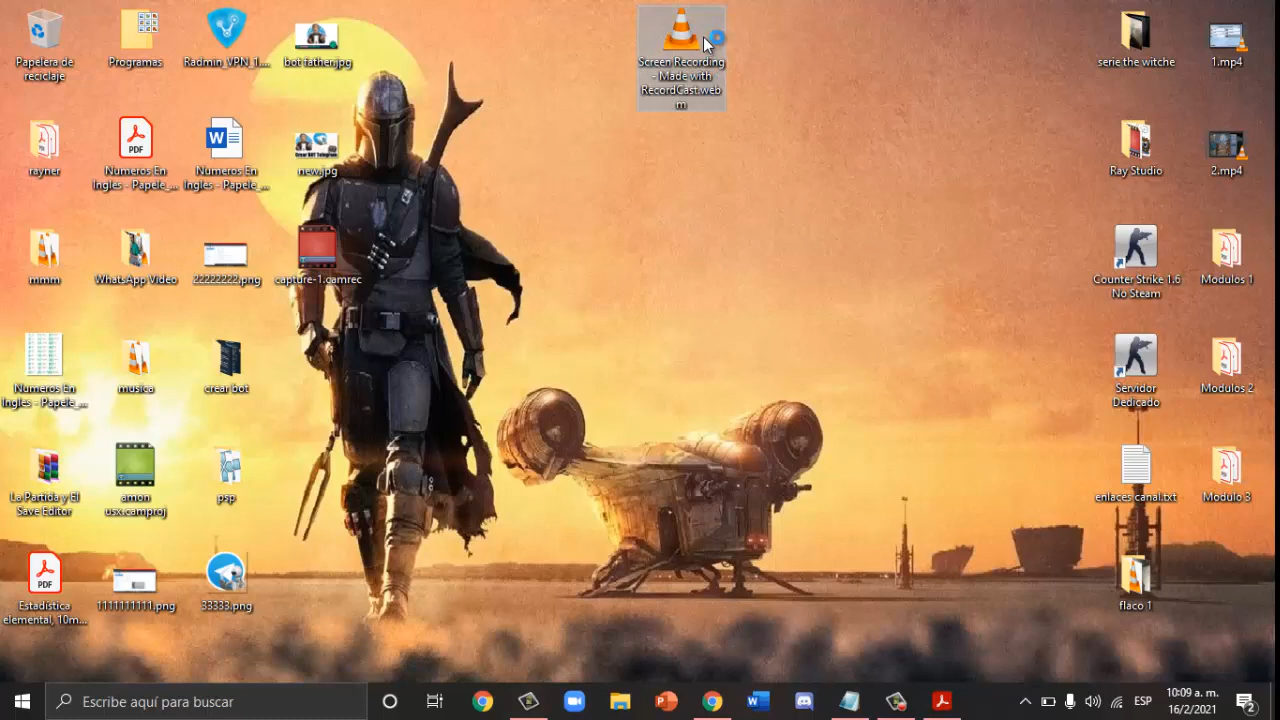 Papelera de
reciclaje
Programas
Radmin_VPN_1....
bot father.jpg
Screen Recording
- Made with
RecordCast.web
m
serie the witche
1.mp4
rayner
PDF
Numeros En
Ingles - Papele_...
W
Numeros En
Ingles - Papele_...
Crear BOT Telegram
new.jpg
Ray Studio
2.mp4
mmm
WhatsApp Video
22222222.png
capture-1.camrec
Counter Strike 1.6
No Steam
Modulos 1
Numeros En
Ingles - Papele_...
musica
crear bot
Servidor
Dedicado
Modulos 2
La Partida y El
Save Editor
amon
usx.camproj
psp
enlaces canal.txt
Modulo 3
PDF
Estadística
elemental, 10m...
1111111111.png
33333.png
flaco 1
Escribe aquí para buscar
ESP
10:09 a. m.
16/2/2021
2